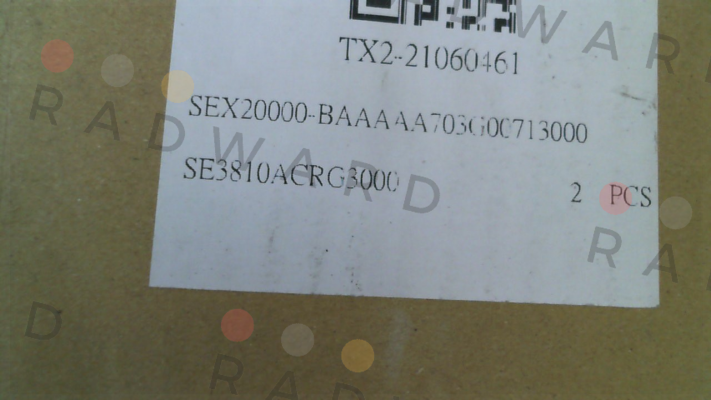 TX2-21060461
SEX20000-BAAAAA703G00713000
SE3810ACRG3000 2 PCS
RADWARD